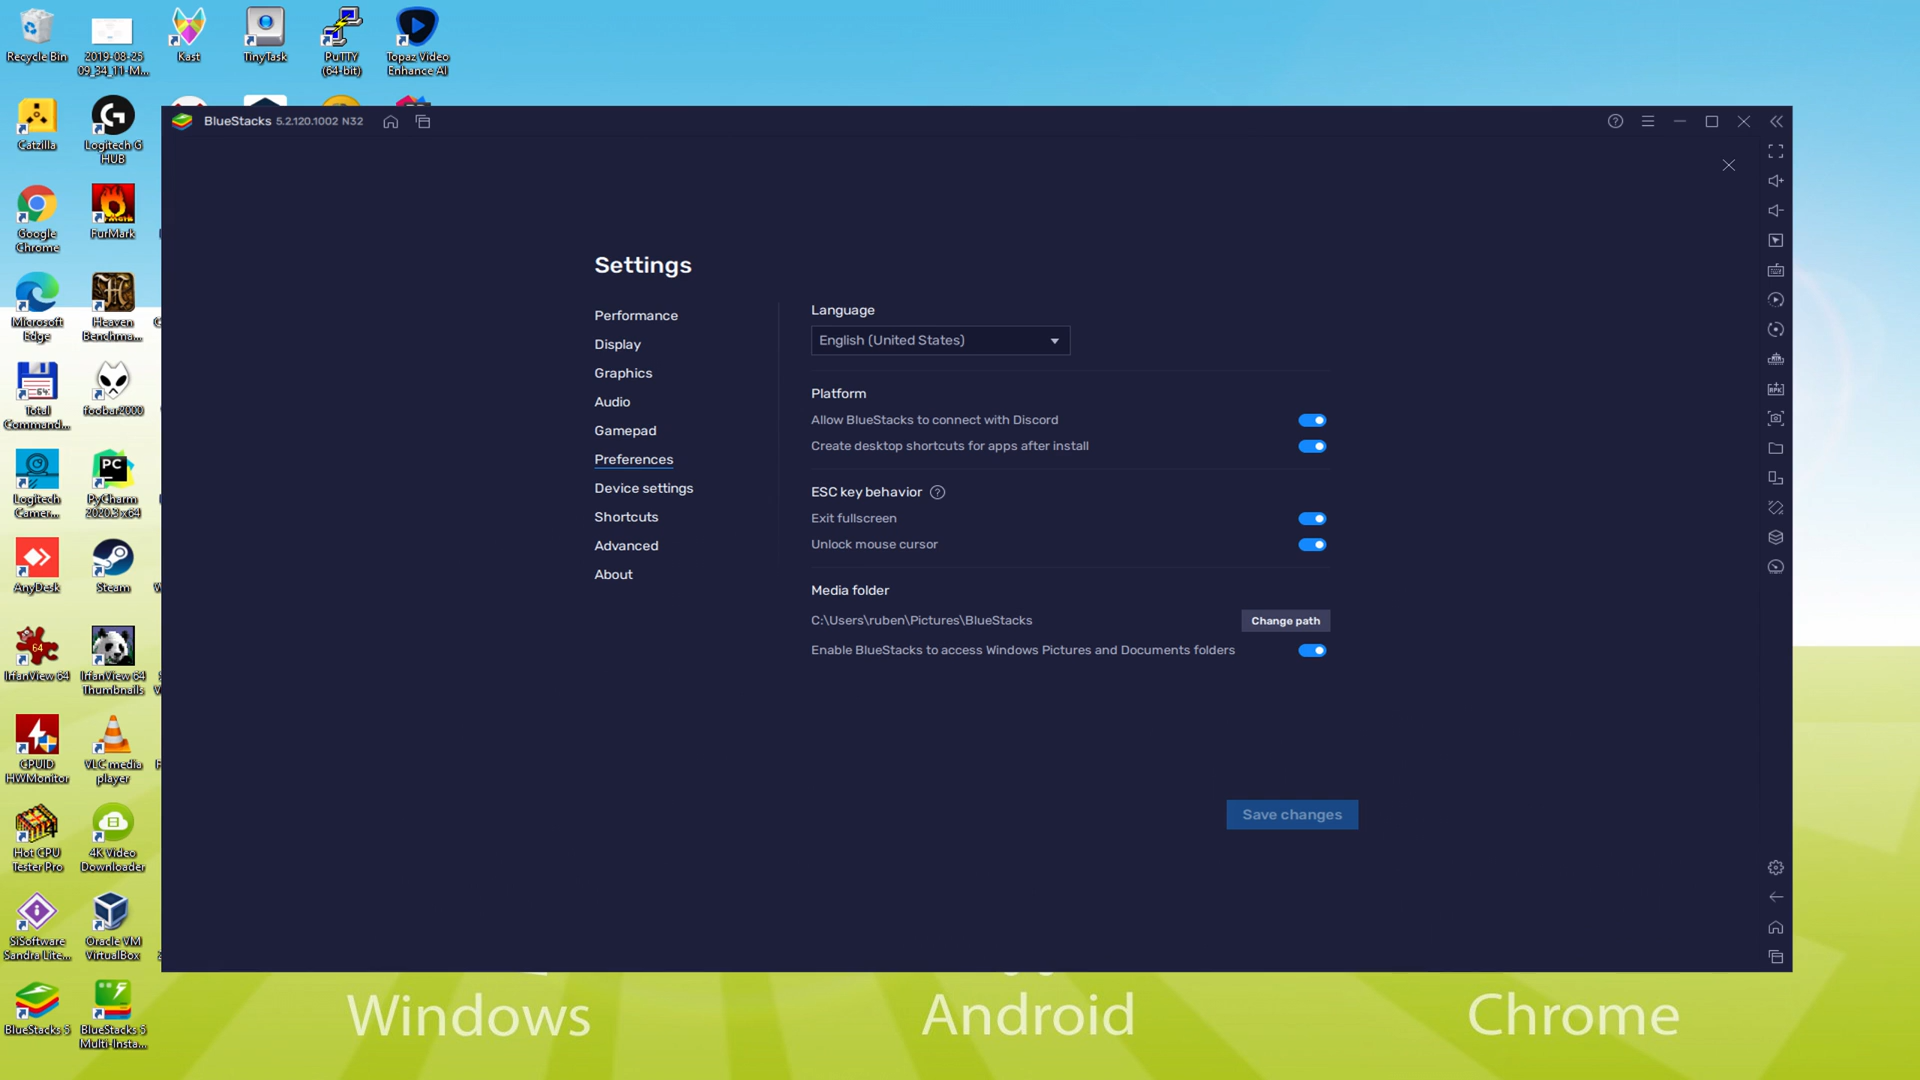 Recycle Bin
2019-08-25
09_34_11-M...
Kast
TinyTask
PuTTY
(64-bit)
Topaz Video
Enhance AI
Catzilla
Logitech G
HUB
Google
Chrome
FurMark
Microsoft
Edge
Heaven
Benchma...
64
Total
Command...
foobar2000
Logitech
Camer...
PC
PyCharm
2020.3 x64
AnyDesk
Steam
64
IrfanView 64
IrfanView 64
Thumbnails
CPUID
HWMonitor
VLC media
player
4
Hot CPU
Tester Pro
4K Video
Downloader
SiSoftware
Sandra Lite...
Oracle VM
VirtualBox
BlueStacks 5
BlueStacks 5
Multi-Insta...
BlueStacks 5.2.120.1002 N32
Settings
Performance
Display
Graphics
Audio
Gamepad
Preferences
Device settings
Shortcuts
Advanced
About
Language
English (United States)
Platform
Allow BlueStacks to connect with Discord
Create desktop shortcuts for apps after install
ESC key behavior
Exit fullscreen
Unlock mouse cursor
Media folder
C:\Users\ruben\Pictures\BlueStacks
Change path
Enable BlueStacks to access Windows Pictures and Documents folders
Save changes
Windows
Android
Chrome